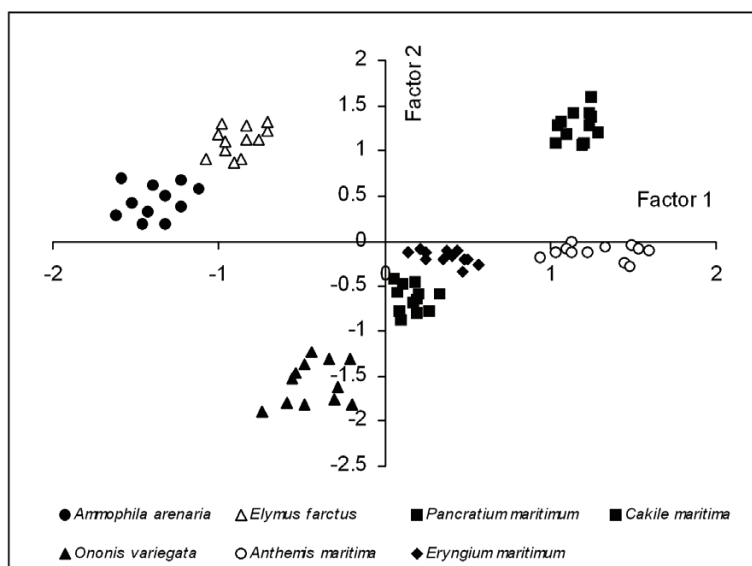 Factor 2
2
1.5
1
0.5
Factor 1
0
-2 -1 0 1 2
-0.5
-1
-1.5
-2
-2.5
Ammophila arenaria Elymus farctus Pancratium maritimum Cakile maritima
Ononis variegata Anthemis maritima Eryngium maritimum